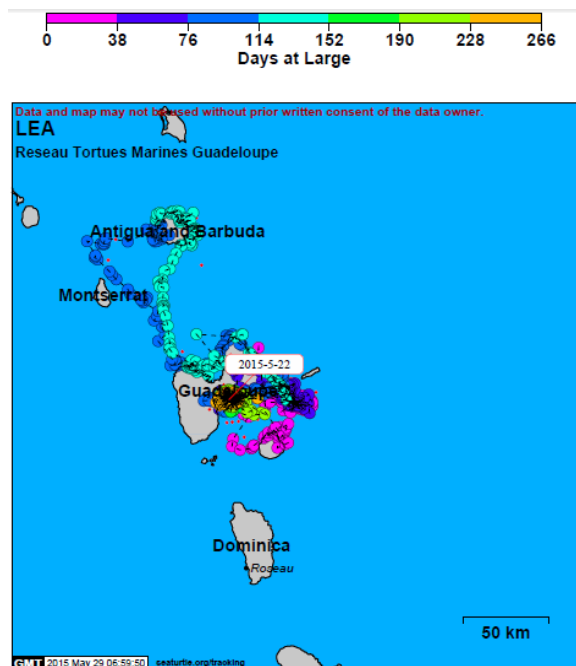 0 38 76 114 152 190 228 266
Days at Large
Data and map may not be used without prior written consent of the data owner.
LEA
Reseau Tortues Marines Guadeloupe
Antigua and Barbuda
Montserrat
2015-5-22
Guadeloupe
Dominica
Roseau
50 km
GMT 2015 May 29 06:59:50 seaturtle.org/tracking